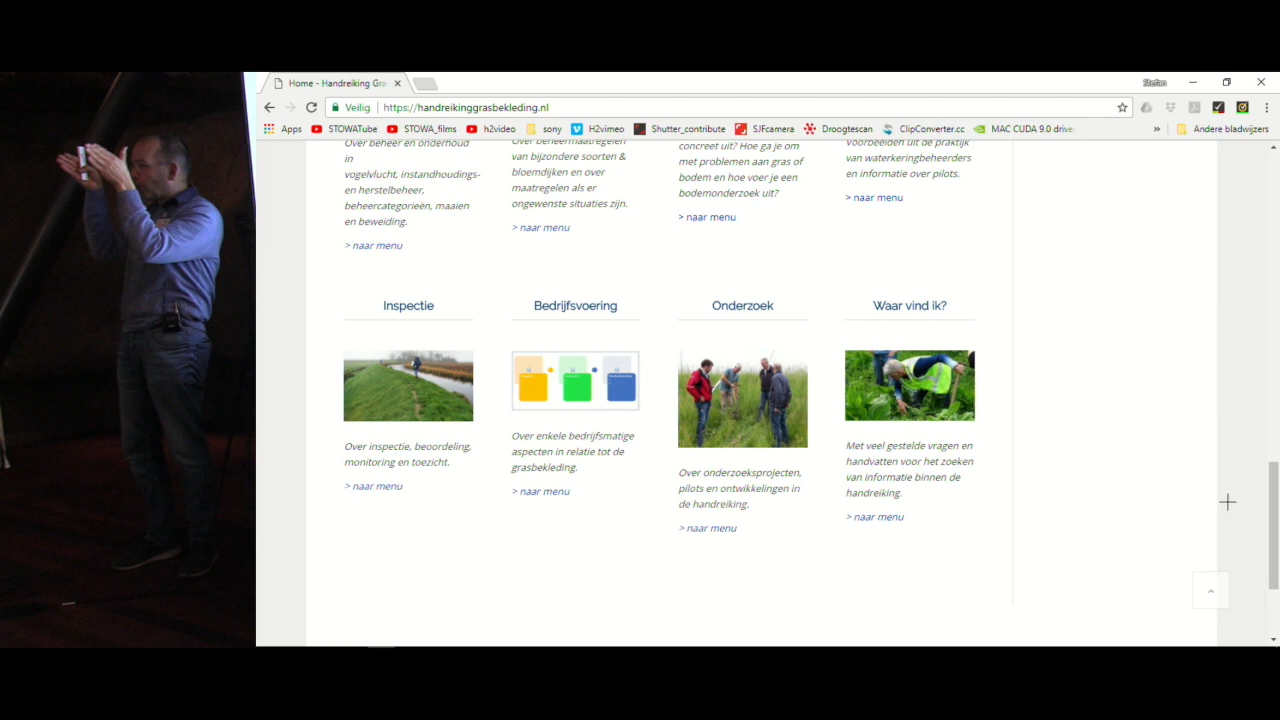 Home - Handreiking Gra
Stefan
Veilig
https://handreikinggrasbekleding.nl
Apps
STOWATube
STOWA_films
h2video
sony
H2vimeo
Shutter_contribute
SJFcamera
Droogtescan
ClipConverter.cc
MAC CUDA 9.0 drive
»
Andere bladwijzers
Over beheer en onderhoud
in
vogelvlucht, instandhoudings-
en herstelbeheer,
beheercategorieën, maaien
en beweiding.
> naar menu
Over beheermaatregelen
van bijzondere soorten &
bloemdijken en over
maatregelen als er
ongewenste situaties zijn.
> naar menu
concreet uit? Hoe ga je om
met problemen aan gras of
bodem en hoe voer je een
bodemonderzoek uit?
> naar menu
Voorbeelden uit de praktijk
van waterkeringbeheerders
en informatie over pilots.
> naar menu
Inspectie
Over inspectie, beoordeling,
monitoring en toezicht.
> naar menu
Bedrijfsvoering
Over enkele bedrijfsmatige
aspecten in relatie tot de
grasbekleding.
> naar menu
Onderzoek
Over onderzoeksprojecten,
pilots en ontwikkelingen in
de handreiking.
> naar menu
Waar vind ik?
Met veel gestelde vragen en
handvatten voor het zoeken
van informatie binnen de
handreiking.
> naar menu